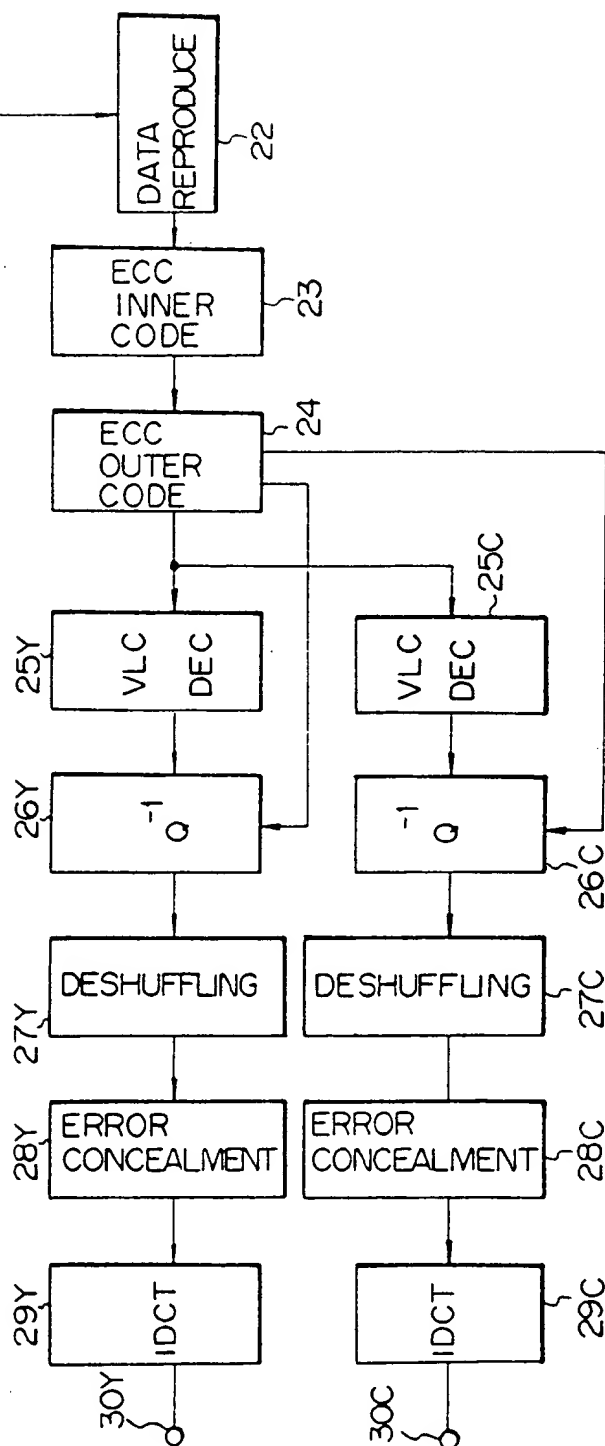 DATA
REPRODUCE
22
ECC
INNER
CODE
23
ECC
OUTER
CODE
24
25Y
VLC
DEC
25C
VLC
DEC
26Y
Q⁻¹
26C
Q⁻¹
27Y
DESHUFFLING
27C
DESHUFFLING
28Y
ERROR
CONCEALMENT
28C
ERROR
CONCEALMENT
29Y
IDCT
29C
IDCT
30Y
30C